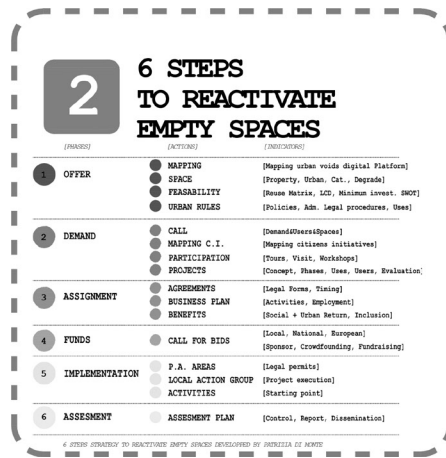 2
6 STEPS
TO REACTIVATE
EMPTY SPACES
[PHASES] [ACTIONS] [INDICATORS]
1 OFFER
MAPPING [Mapping urban voids digital Platform]
SPACE [Property, Urban, Cat., Degrade]
FEASABILITY [Reuse Matrix, LCD, Minimum invest. SWOT]
URBAN RULES [Policies, Adm. Legal procedures, Uses]
2 DEMAND
CALL [Demand&Users&Spaces]
MAPPING C.I. [Mapping citizens initiatives]
PARTICIPATION [Tours, Visit, Workshops]
PROJECTS [Concept, Phases, Uses, Users, Evaluation]
3 ASSIGNMENT
AGREEMENTS [Legal Forms, Timing]
BUSINESS PLAN [Activities, Employment]
BENEFITS [Social + Urban Return, Inclusion]
4 FUNDS
CALL FOR BIDS
[Local, National, European]
[Sponsor, Crowdfouding, Fundraising]
5 IMPLEMENTATION
P.A. AREAS [Legal permits]
LOCAL ACTION GROUP [Project execution]
ACTIVITIES [Starting point]
6 ASSESMENT
ASSESMENT PLAN [Control, Report, Dissemination]
6 STEPS STRATEGY TO REACTIVATE EMPTY SPACES DEVELOPPED BY PATRIZIA DI MONTE